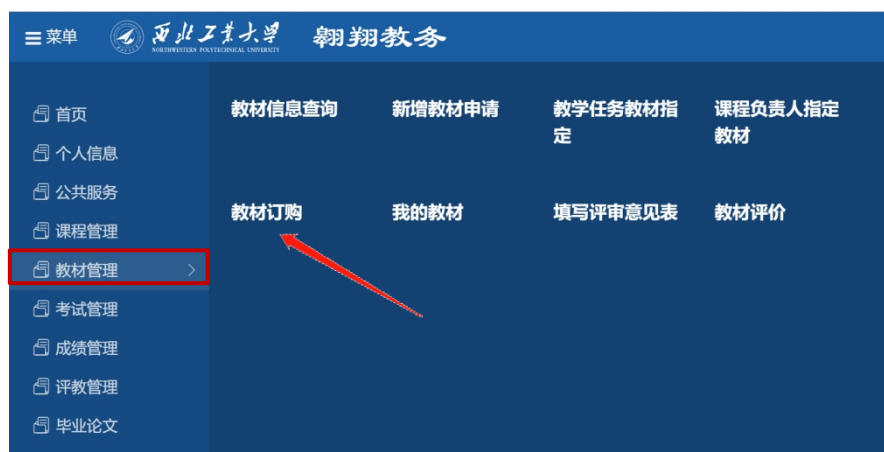 菜单 西北工业大学 翱翔教务
NORTHWESTERN POLYTECHNICAL UNIVERSITY
首页
个人信息
公共服务
课程管理
教材管理
考试管理
成绩管理
评教管理
毕业论文
教材信息查询 新增教材申请 教学任务教材指 课程负责人指定
定 教材
教材订购 我的教材 填写评审意见表 教材评价